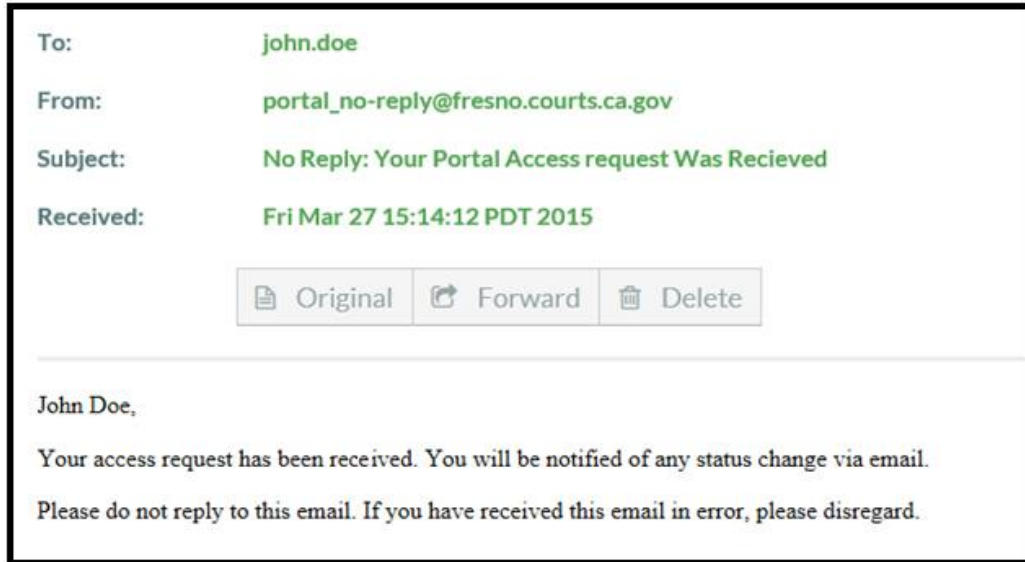 To: john.doe
From: portal_no-reply@fresno.courts.ca.gov
Subject: No Reply: Your Portal Access request Was Recieved
Received: Fri Mar 27 15:14:12 PDT 2015
Original Forward Delete
John Doe,
Your access request has been received. You will be notified of any status change via email.
Please do not reply to this email. If you have received this email in error, please disregard.